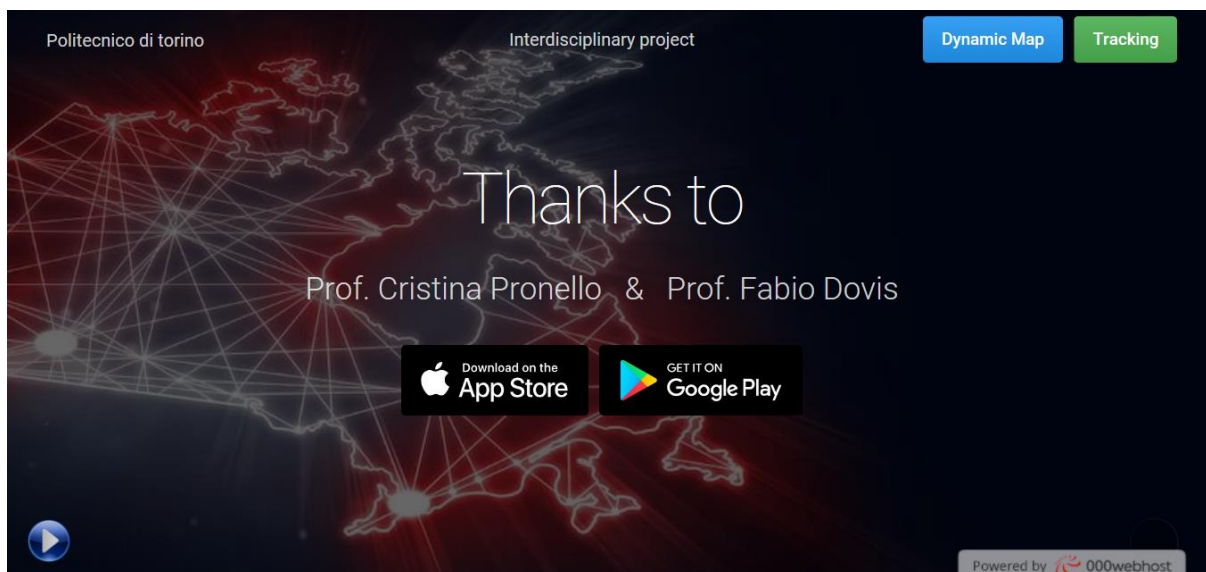 Politecnico di torino
Interdisciplinary project
Dynamic Map
Tracking
Thanks to
Prof. Cristina Pronello & Prof. Fabio Dovis
Download on the
App Store
GET IT ON
Google Play
Powered by 000webhost